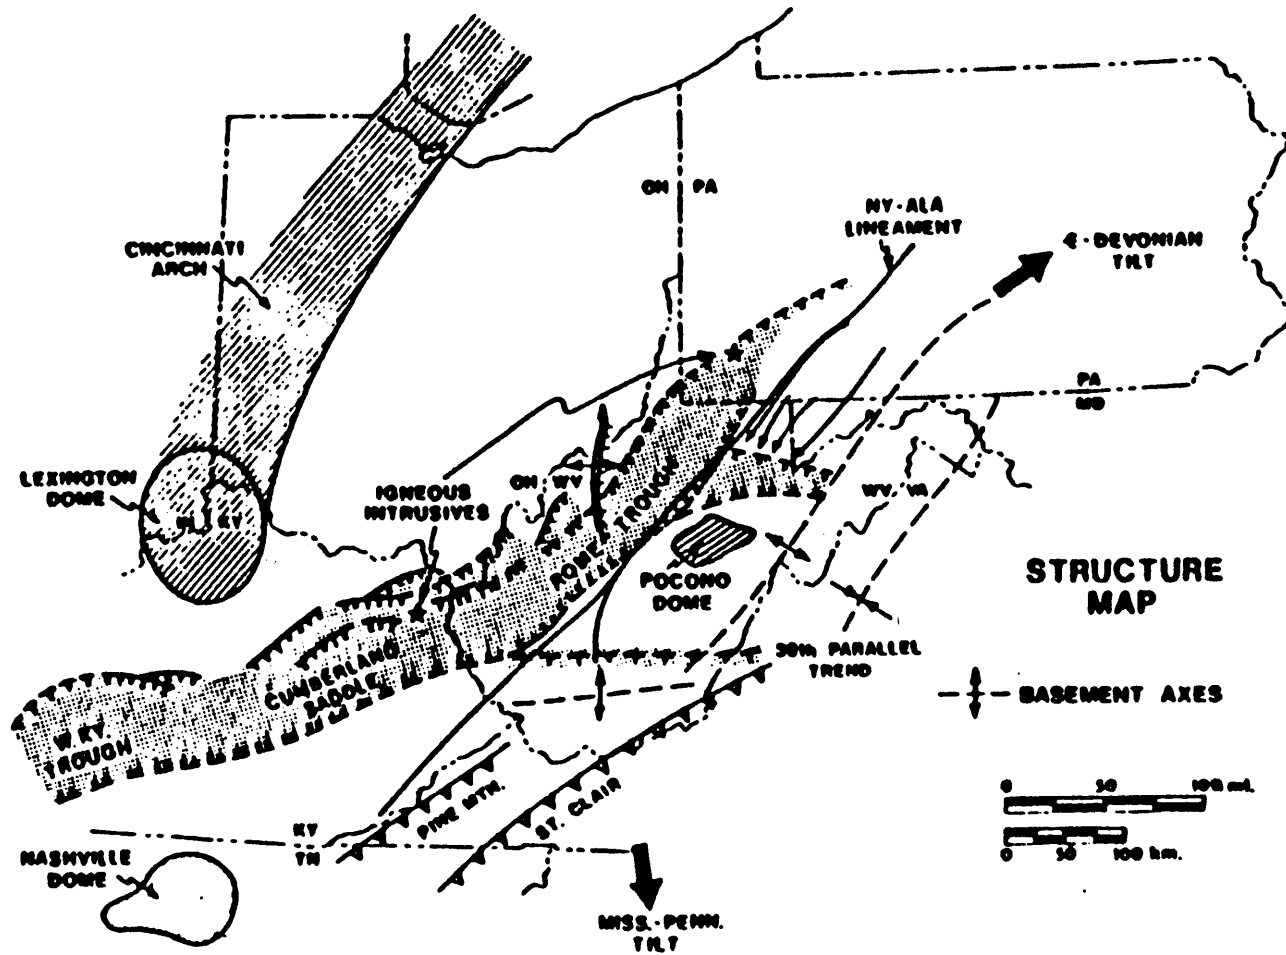 OH PA
NY-ALA
LINEAMENT
Є-DEVONIAN
TILT
CINCINNATI
ARCH
PA
MD
LEXINGTON
DOME
KY
IGNEOUS
INTRUSIVES
OH WV
ROME TROUGH
WV VA
POCONO
DOME
STRUCTURE
MAP
38th PARALLEL
TREND
CUMBERLAND
SADDLE
BASEMENT AXES
W. KY.
TROUGH
0 50 100 mi.
0 50 100 km.
PINE MTN.
ST. CLAIR
KY
TN
NASHVILLE
DOME
MISS.-PENN.
TILT